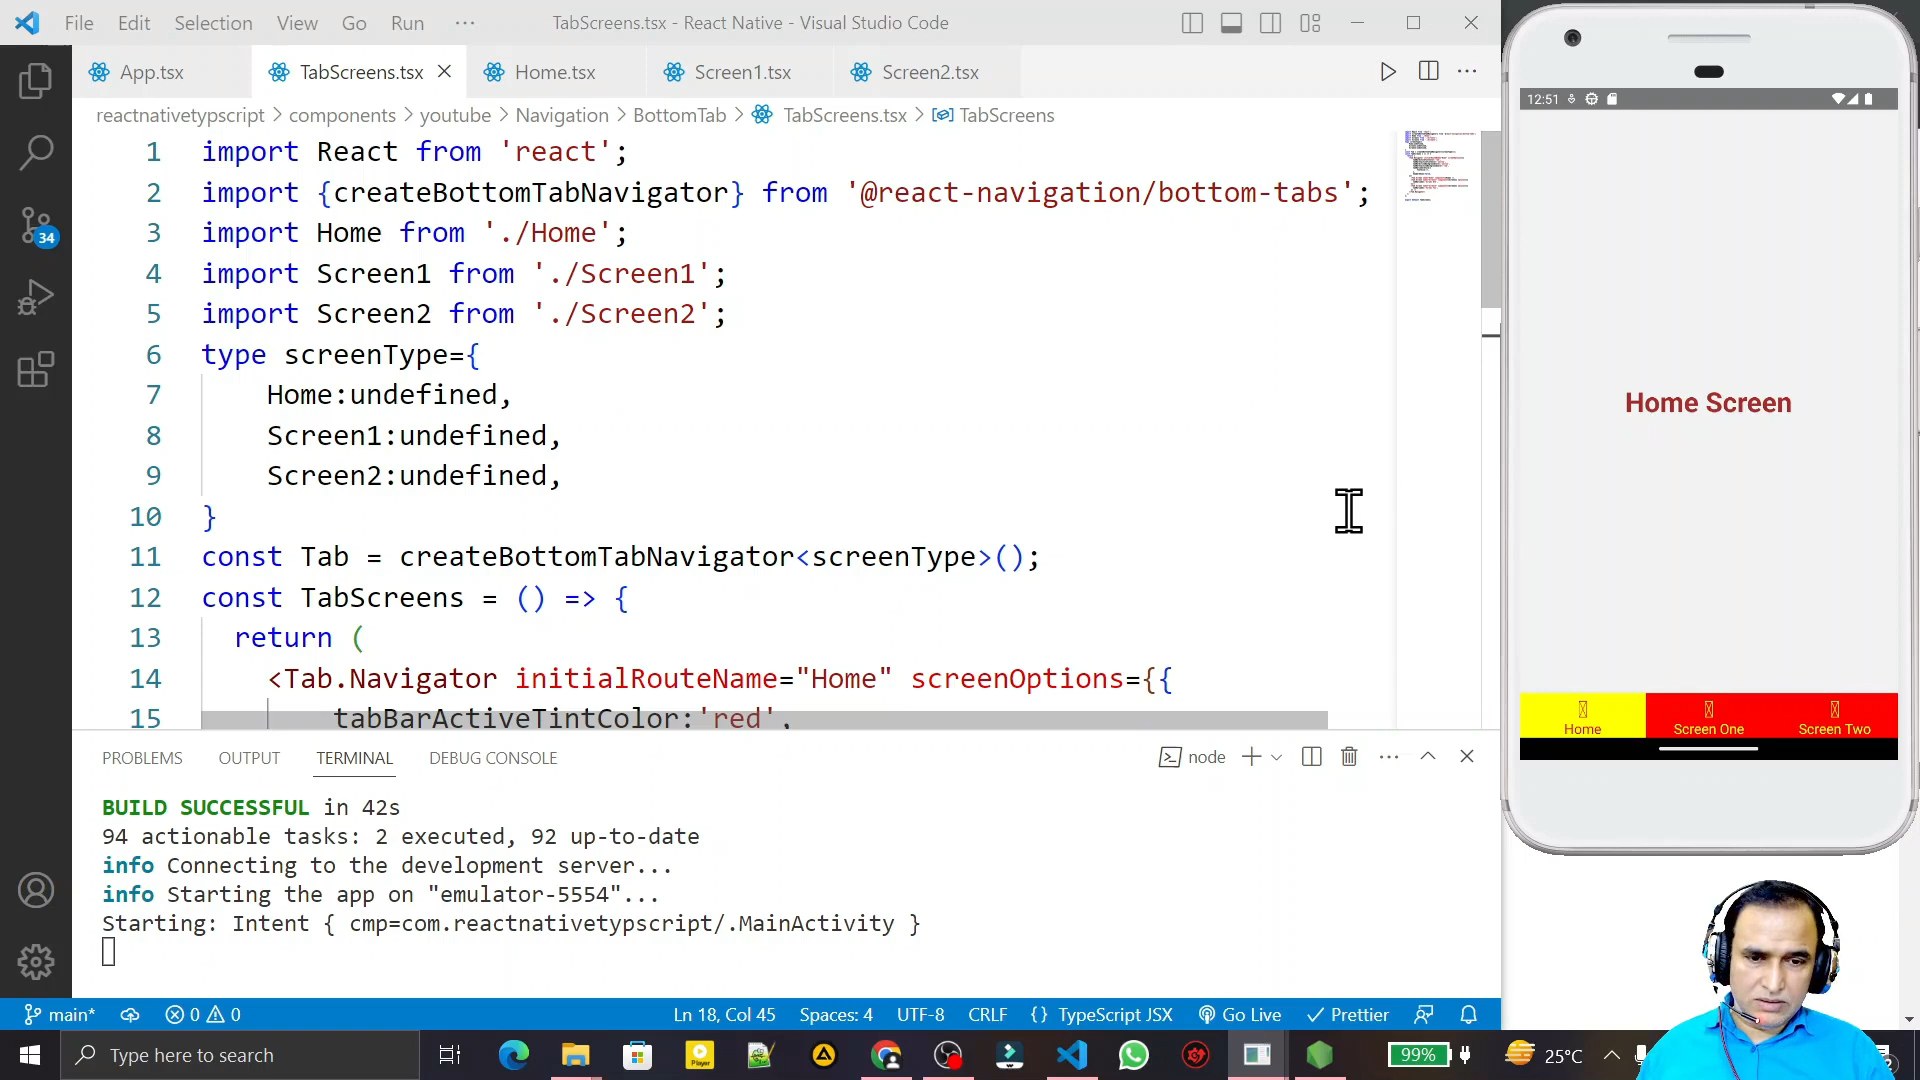 File Edit Selection View Go Run ··· TabScreens.tsx - React Native - Visual Studio Code
App.tsx TabScreens.tsx Home.tsx Screen1.tsx Screen2.tsx
reactnativetypscript > components > youtube > Navigation > BottomTab > TabScreens.tsx > TabScreens
1 import React from 'react';
2 import {createBottomTabNavigator} from '@react-navigation/bottom-tabs';
3 import Home from './Home';
4 import Screen1 from './Screen1';
5 import Screen2 from './Screen2';
6 type screenType={
7 Home:undefined,
8 Screen1:undefined,
9 Screen2:undefined,
10 }
11 const Tab = createBottomTabNavigator<screenType>();
12 const TabScreens = () => {
13 return (
14 <Tab.Navigator initialRouteName="Home" screenOptions={{
15 tabBarActiveTintColor:'red',
PROBLEMS OUTPUT TERMINAL DEBUG CONSOLE node
BUILD SUCCESSFUL in 42s
94 actionable tasks: 2 executed, 92 up-to-date
info Connecting to the development server...
info Starting the app on "emulator-5554"...
Starting: Intent { cmp=com.reactnativetypscript/.MainActivity }
34
main* 0 0 Ln 18, Col 45 Spaces: 4 UTF-8 CRLF {} TypeScript JSX Go Live Prettier
Type here to search
Player
99% 25°C
12:51
Home Screen
Home Screen One Screen Two